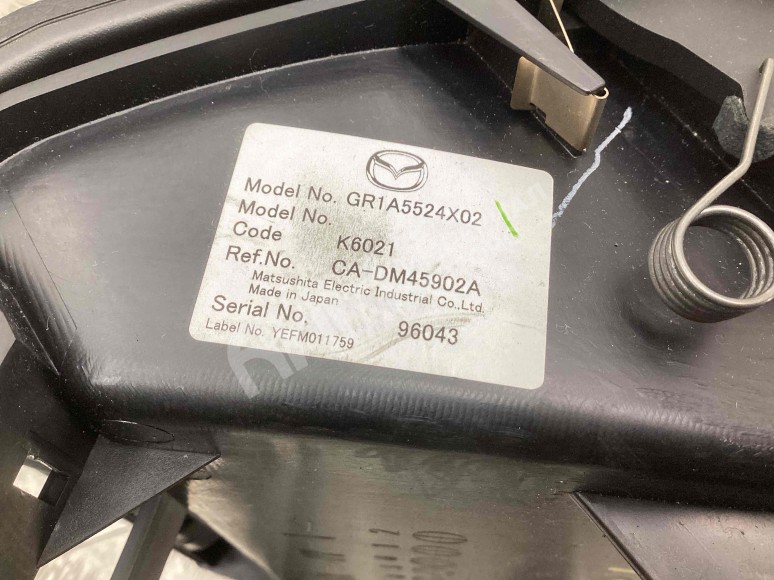 Model No. GR1A5524X02
Model No.
Code K6021
Ref.No. CA-DM45902A
Matsushita Electric Industrial Co.,Ltd.
Made in Japan
Serial No. 96043
Label No. YEFM011759